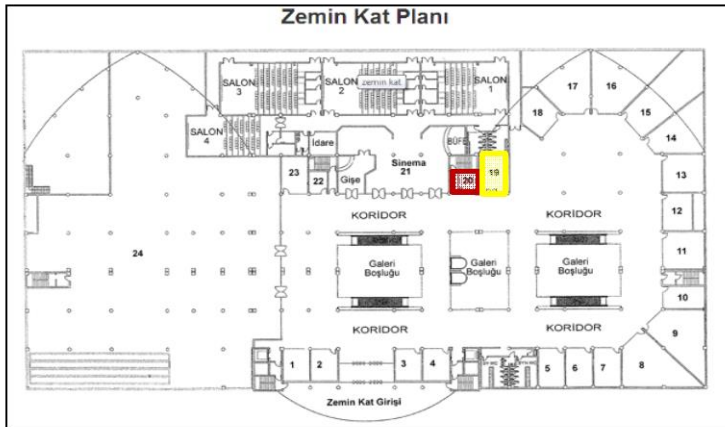 Zemin Kat Planı
SALON
3
SALON
2
zemin kat
SALON
1
SALON
4
İdare
BÜFE
Sinema
21
Gişe
23
22
20
19
18
17
16
15
14
13
12
11
10
9
8
7
6
5
24
KORİDOR
KORİDOR
Galeri
Boşluğu
Galeri
Boşluğu
Galeri
Boşluğu
KORİDOR
KORİDOR
1
2
3
4
Zemin Kat Girişi